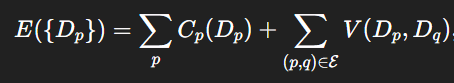 E({D_p}) = ∑_p C_p(D_p) + ∑_{(p,q)∈ℰ} V(D_p, D_q).